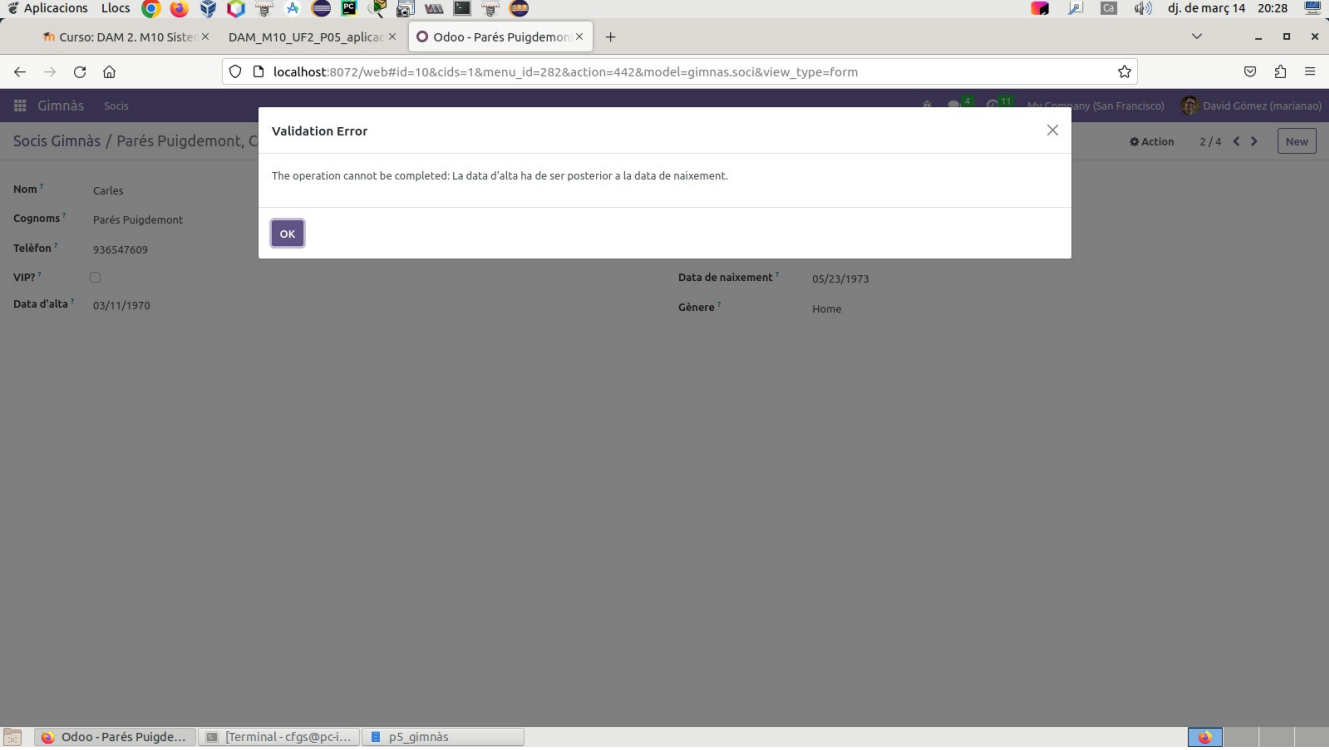 Aplicacions Llocs Ca dj. de març 14 20:28
Curso: DAM 2. M10 Sister DAM_M10_UF2_P05_aplicac Odoo - Parés Puigdemon
localhost:8072/web#id=10&cids=1&menu_id=282&action=442&model=gimnas.soci&view_type=form
Gimnàs Socis 4 11 My Company (San Francisco) David Gómez (marianao)
Socis Gimnàs / Parés Puigdemont, C Action 2 / 4 New
Validation Error
The operation cannot be completed: La data d'alta ha de ser posterior a la data de naixement.
OK
Nom ? Carles
Cognoms ? Parés Puigdemont
Telèfon ? 936547609
VIP? ? Data de naixement ? 05/23/1973
Data d'alta ? 03/11/1970 Gènere ? Home
Odoo - Parés Puigde... [Terminal - cfgs@pc-i... p5_gimnàs